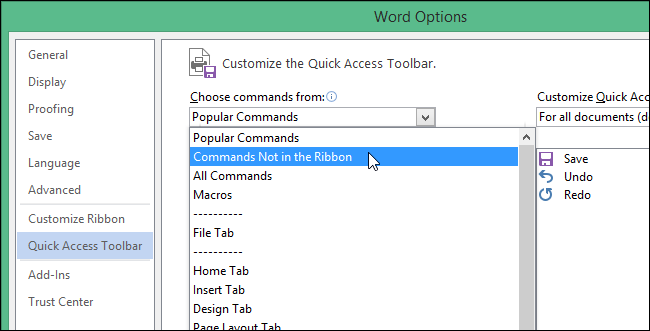 Word Options
General
Display
Proofing
Save
Language
Advanced
Customize Ribbon
Quick Access Toolbar
Add-Ins
Trust Center
Customize the Quick Access Toolbar.
Choose commands from:
Popular Commands
Popular Commands
Commands Not in the Ribbon
All Commands
Macros
----------
File Tab
----------
Home Tab
Insert Tab
Design Tab
Page Layout Tab
Customize Quick Acc
For all documents (d
Save
Undo
Redo